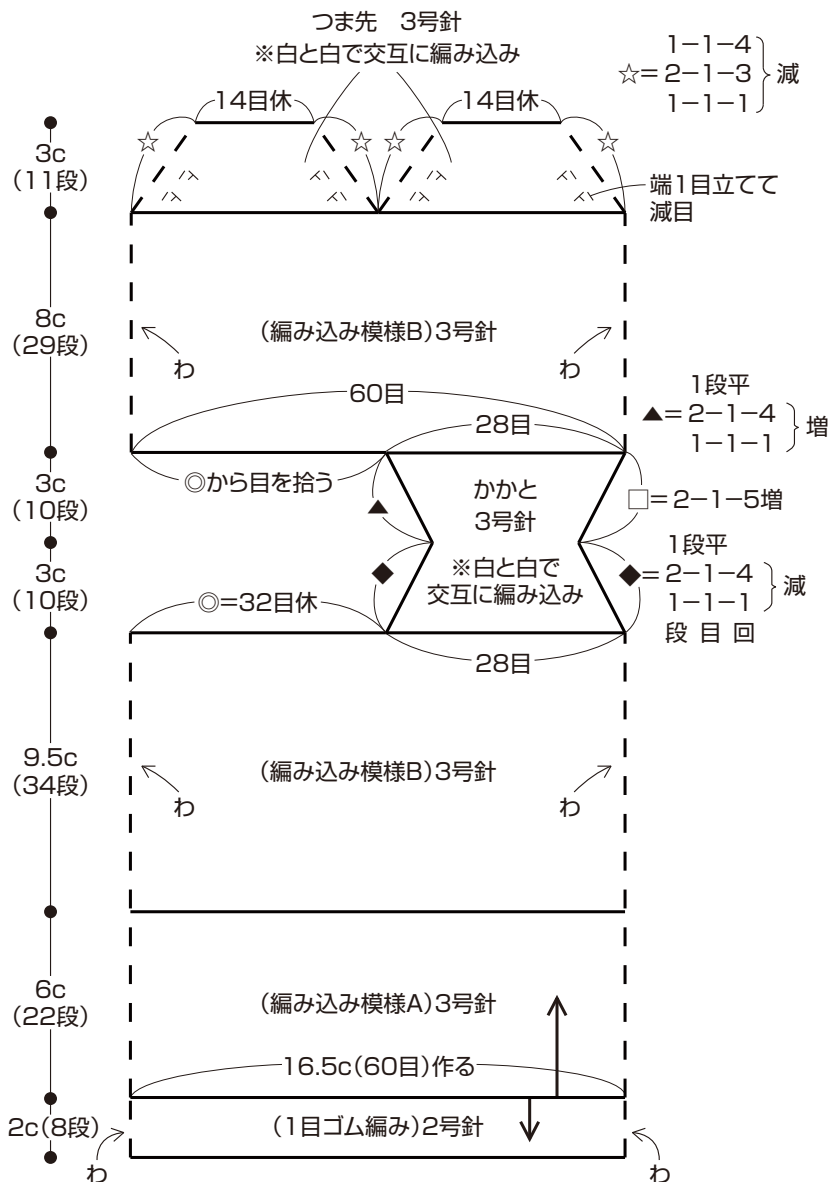 つま先　3号針
※白と白で交互に編み込み
1−1−4
☆= 2−1−3 減
1−1−1
14目休
14目休
☆
☆
☆
☆
3c
（11段）
端1目立てて
減目
8c
（29段）
（編み込み模様B）3号針
わ
わ
60目
28目
1段平
▲= 2−1−4 増
1−1−1
◎から目を拾う
3c
（10段）
▲
かかと
3号針
□= 2−1−5増
※白と白で
交互に編み込み
3c
（10段）
◆
1段平
◆= 2−1−4 減
1−1−1
段 目 回
◎=32目休
28目
9.5c
（34段）
（編み込み模様B）3号針
わ
わ
6c
（22段）
（編み込み模様A）3号針
16.5c（60目）作る
2c（8段）
（1目ゴム編み）2号針
わ
わ